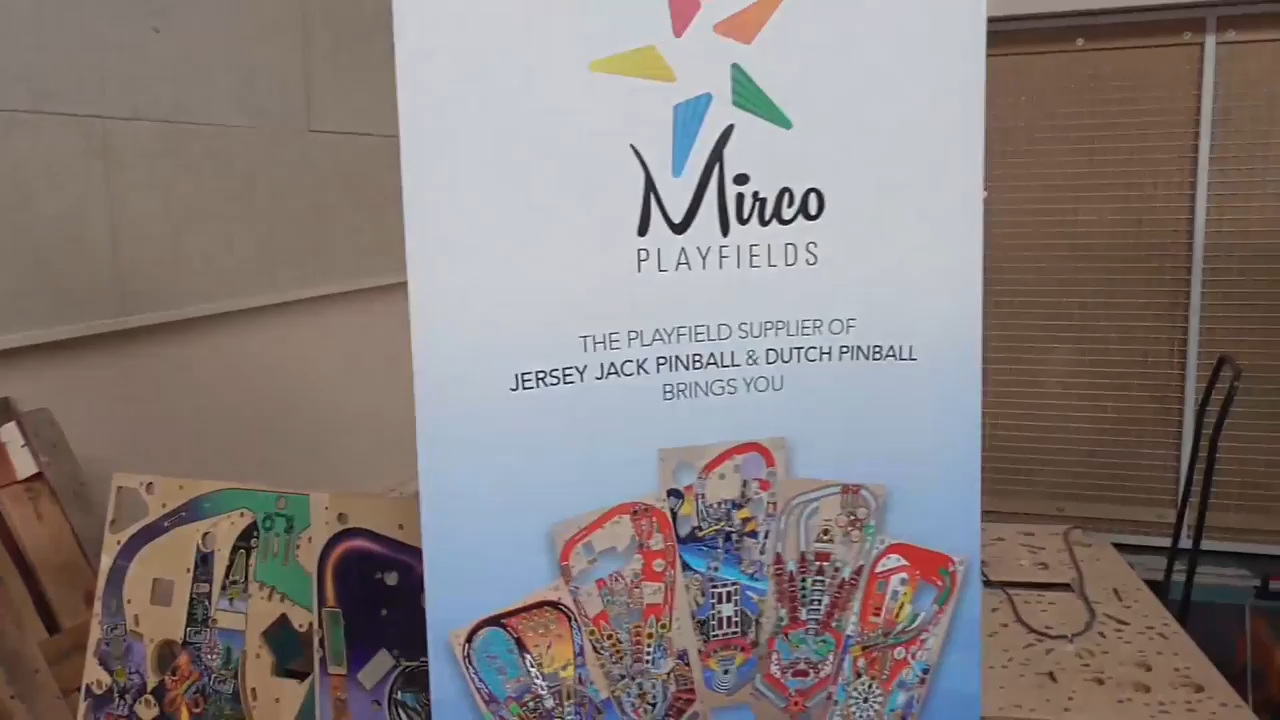 Mirco
PLAYFIELDS
THE PLAYFIELD SUPPLIER OF
JERSEY JACK PINBALL & DUTCH PINBALL
BRINGS YOU